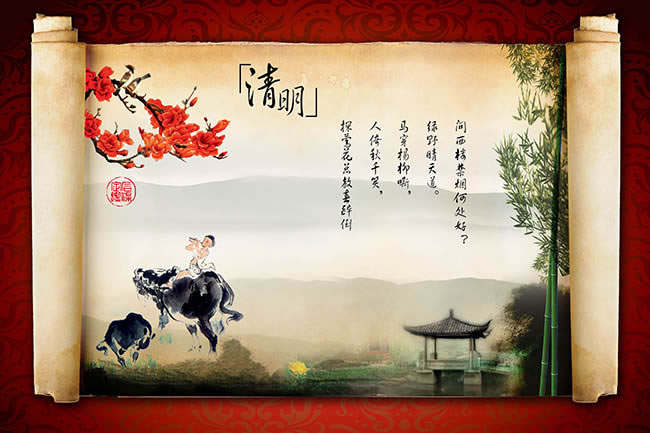 「清明」
问西楼禁烟何处好?
绿野晴天道。
马穿杨柳嘶,
人倚秋千笑,
探莺花总教春醉倒